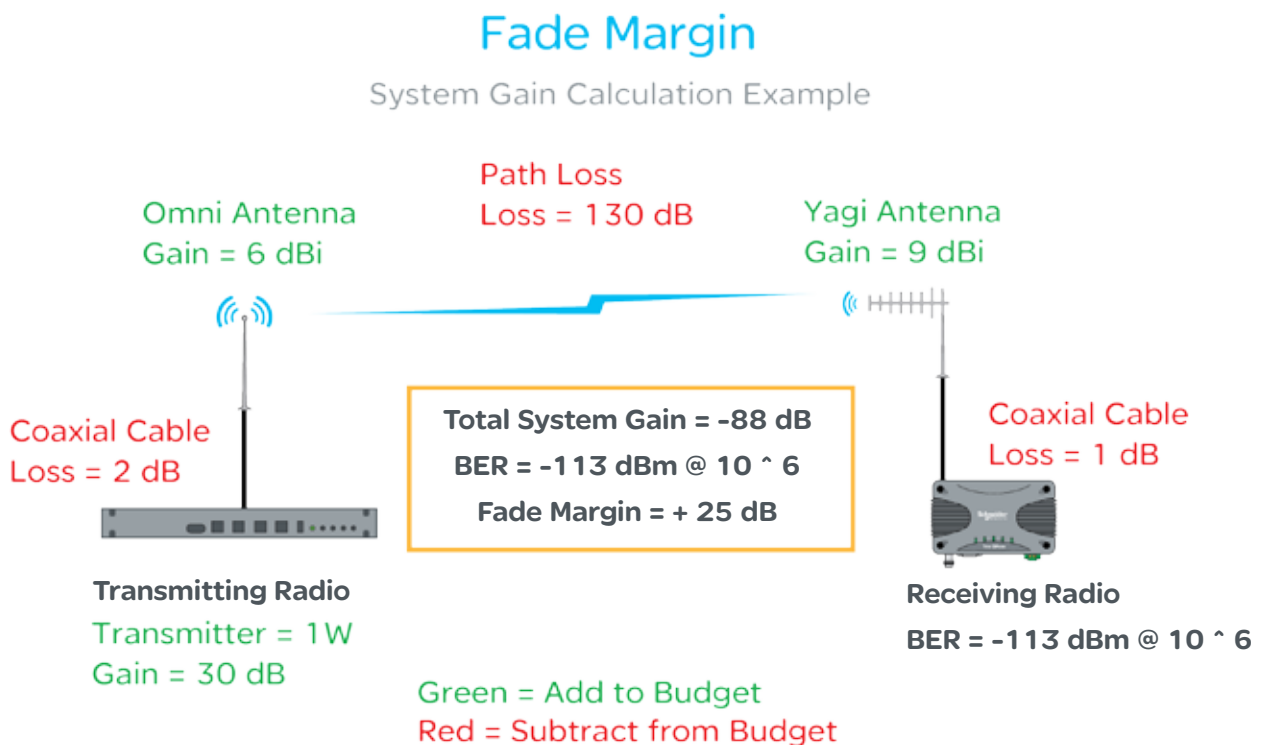 Fade Margin
System Gain Calculation Example
Path Loss
Loss = 130 dB
Omni Antenna
Gain = 6 dBi
Yagi Antenna
Gain = 9 dBi
Coaxial Cable
Loss = 2 dB
Total System Gain = -88 dB
BER = -113 dBm @ 10 ^ 6
Fade Margin = + 25 dB
Coaxial Cable
Loss = 1 dB
Transmitting Radio
Transmitter = 1W
Gain = 30 dB
Receiving Radio
BER = -113 dBm @ 10 ^ 6
Green = Add to Budget
Red = Subtract from Budget